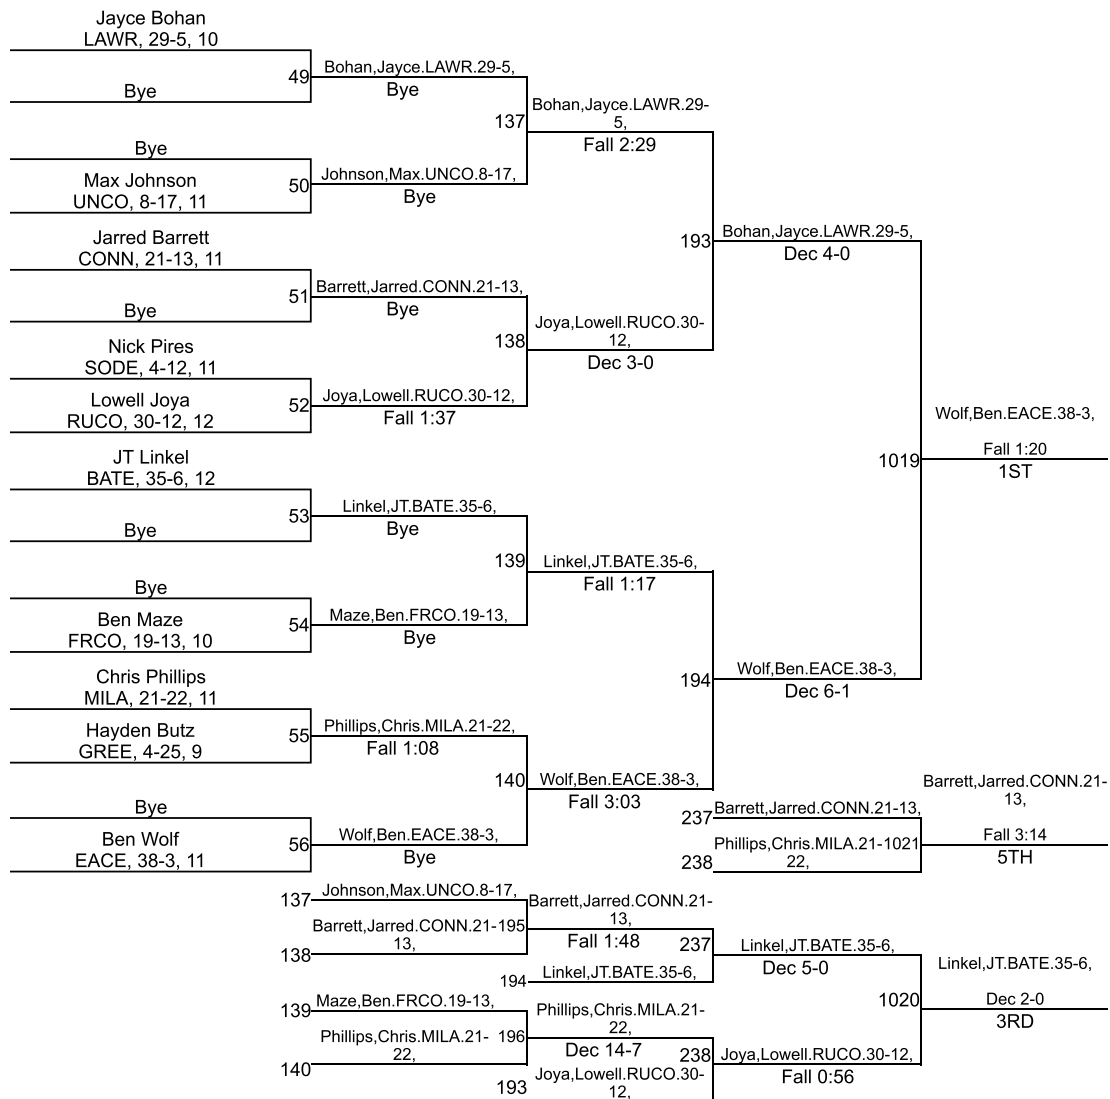 Jayce Bohan
LAWR, 29-5, 10
49
Bye
Bohan,Jayce.LAWR.29-5,
Bye
137
Bohan,Jayce.LAWR.29-
5,
Fall 2:29
Bye
Max Johnson
UNCO, 8-17, 11
50
Johnson,Max.UNCO.8-17,
Bye
193
Bohan,Jayce.LAWR.29-5,
Dec 4-0
Jarred Barrett
CONN, 21-13, 11
51
Bye
Barrett,Jarred.CONN.21-13,
Bye
138
Joya,Lowell.RUCO.30-
12,
Dec 3-0
Nick Pires
SODE, 4-12, 11
52
Lowell Joya
RUCO, 30-12, 12
Joya,Lowell.RUCO.30-12,
Fall 1:37
1019
Wolf,Ben.EACE.38-3,
Fall 1:20
1ST
JT Linkel
BATE, 35-6, 12
53
Bye
Linkel,JT.BATE.35-6,
Bye
139
Linkel,JT.BATE.35-6,
Fall 1:17
Bye
Ben Maze
FRCO, 19-13, 10
54
Maze,Ben.FRCO.19-13,
Bye
194
Wolf,Ben.EACE.38-3,
Dec 6-1
Chris Phillips
MILA, 21-22, 11
55
Hayden Butz
GREE, 4-25, 9
Phillips,Chris.MILA.21-22,
Fall 1:08
140
Wolf,Ben.EACE.38-3,
Fall 3:03
Bye
Ben Wolf
EACE, 38-3, 11
56
Wolf,Ben.EACE.38-3,
Bye
237
Barrett,Jarred.CONN.21-13,
238
Phillips,Chris.MILA.21-
22,
1021
Barrett,Jarred.CONN.21-
13,
Fall 3:14
5TH
137
Johnson,Max.UNCO.8-17,
138
Barrett,Jarred.CONN.21-
13,
195
Barrett,Jarred.CONN.21-
13,
Fall 1:48
194
Linkel,JT.BATE.35-6,
237
Linkel,JT.BATE.35-6,
Dec 5-0
139
Maze,Ben.FRCO.19-13,
140
Phillips,Chris.MILA.21-
22,
196
Phillips,Chris.MILA.21-
22,
Dec 14-7
193
Joya,Lowell.RUCO.30-
12,
238
Joya,Lowell.RUCO.30-12,
Fall 0:56
1020
Linkel,JT.BATE.35-6,
Dec 2-0
3RD